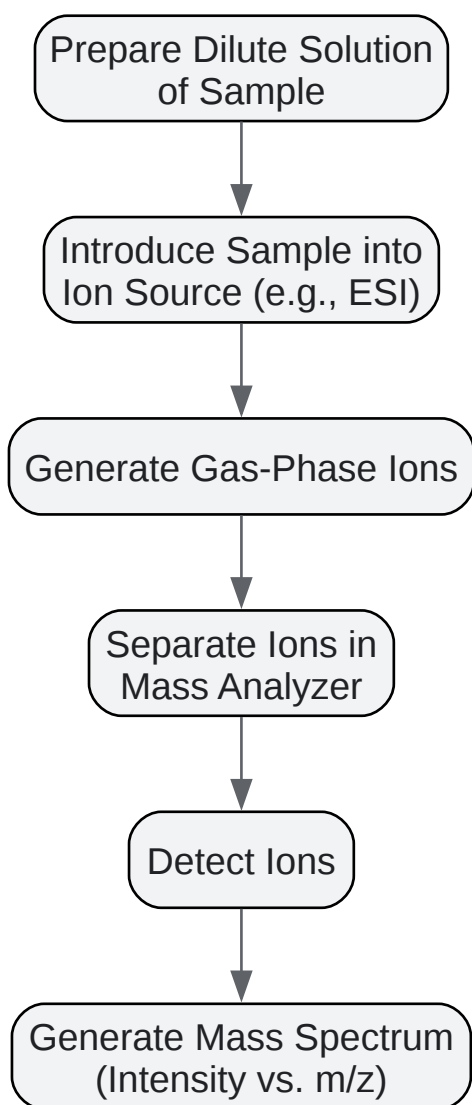 Prepare Dilute Solution
of Sample
Introduce Sample into
Ion Source (e.g., ESI)
Generate Gas-Phase Ions
Separate Ions in
Mass Analyzer
Detect Ions
Generate Mass Spectrum
(Intensity vs. m/z)